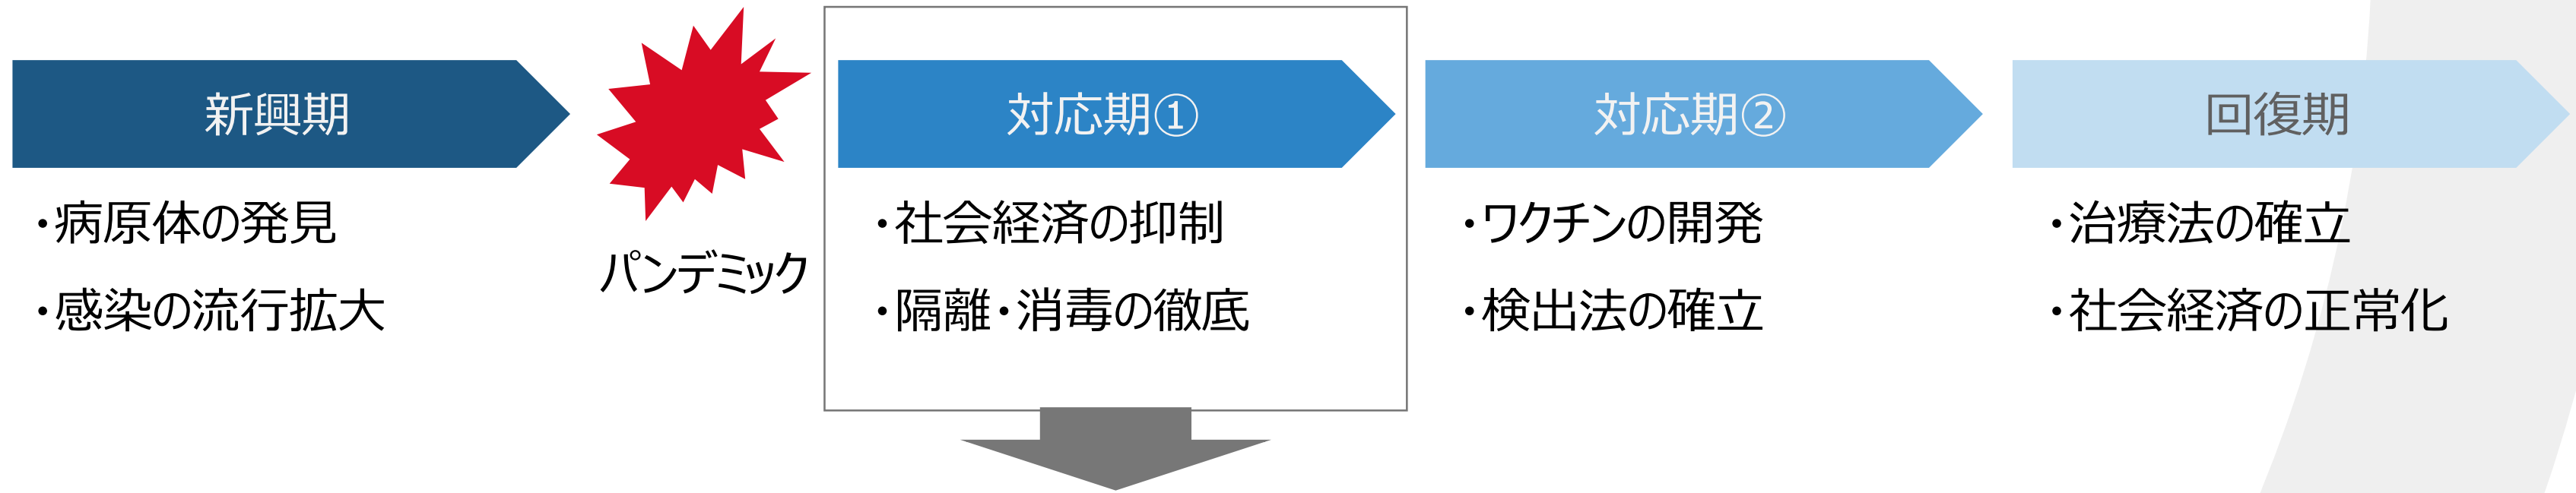 新興期
・病原体の発見
・感染の流行拡大
パンデミック
対応期①
・社会経済の抑制
・隔離・消毒の徹底
対応期②
・ワクチンの開発
・検出法の確立
回復期
・治療法の確立
・社会経済の正常化